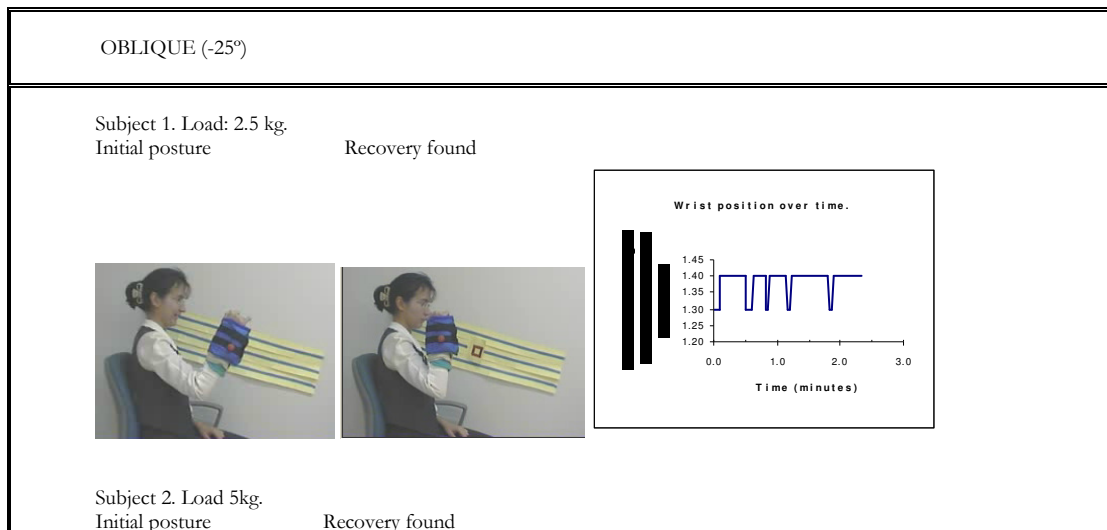 OBLIQUE (-25º)
Subject 1. Load: 2.5 kg.
Initial posture Recovery found
Wrist position over time.
1.45
1.40
1.35
1.30
1.25
1.20
0.0 1.0 2.0 3.0
Time (minutes)
Subject 2. Load 5kg.
Initial posture Recovery found